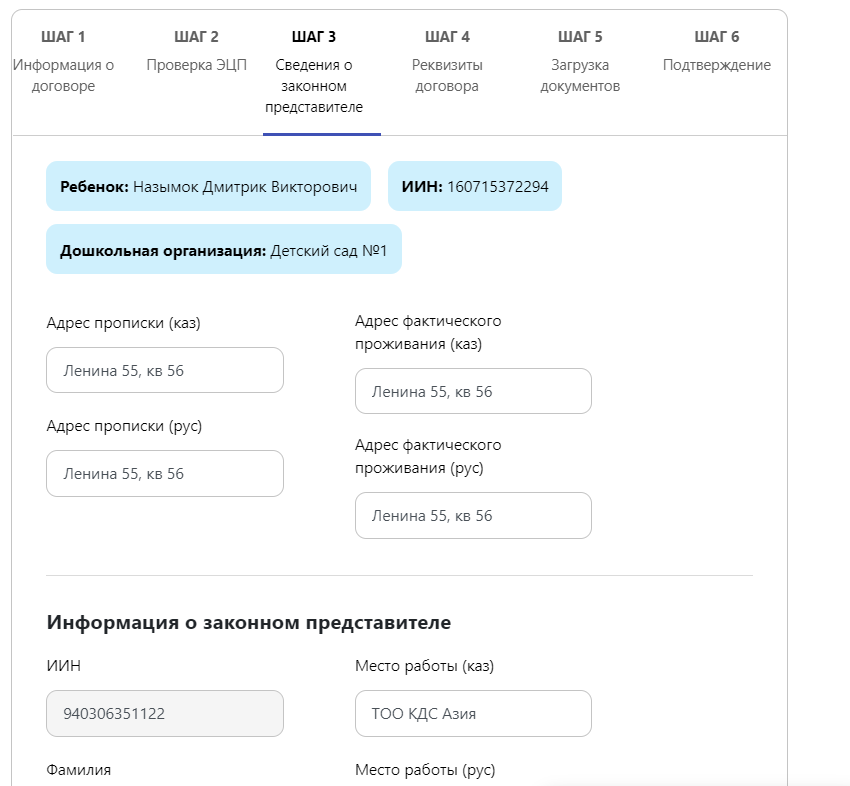 ШАГ 1
Информация о
договоре
ШАГ 2
Проверка ЭЦП
ШАГ 3
Сведения о
законном
представителе
ШАГ 4
Реквизиты
договора
ШАГ 5
Загрузка
документов
ШАГ 6
Подтверждение
Ребенок: Назымок Дмитрик Викторович
ИИН: 160715372294
Дошкольная организация: Детский сад №1
Адрес прописки (каз)
Ленина 55, кв 56
Адрес прописки (рус)
Ленина 55, кв 56
Адрес фактического
проживания (каз)
Ленина 55, кв 56
Адрес фактического
проживания (рус)
Ленина 55, кв 56
Информация о законном представителе
ИИН
940306351122
Место работы (каз)
ТОО КДС Азия
Фамилия
Место работы (рус)